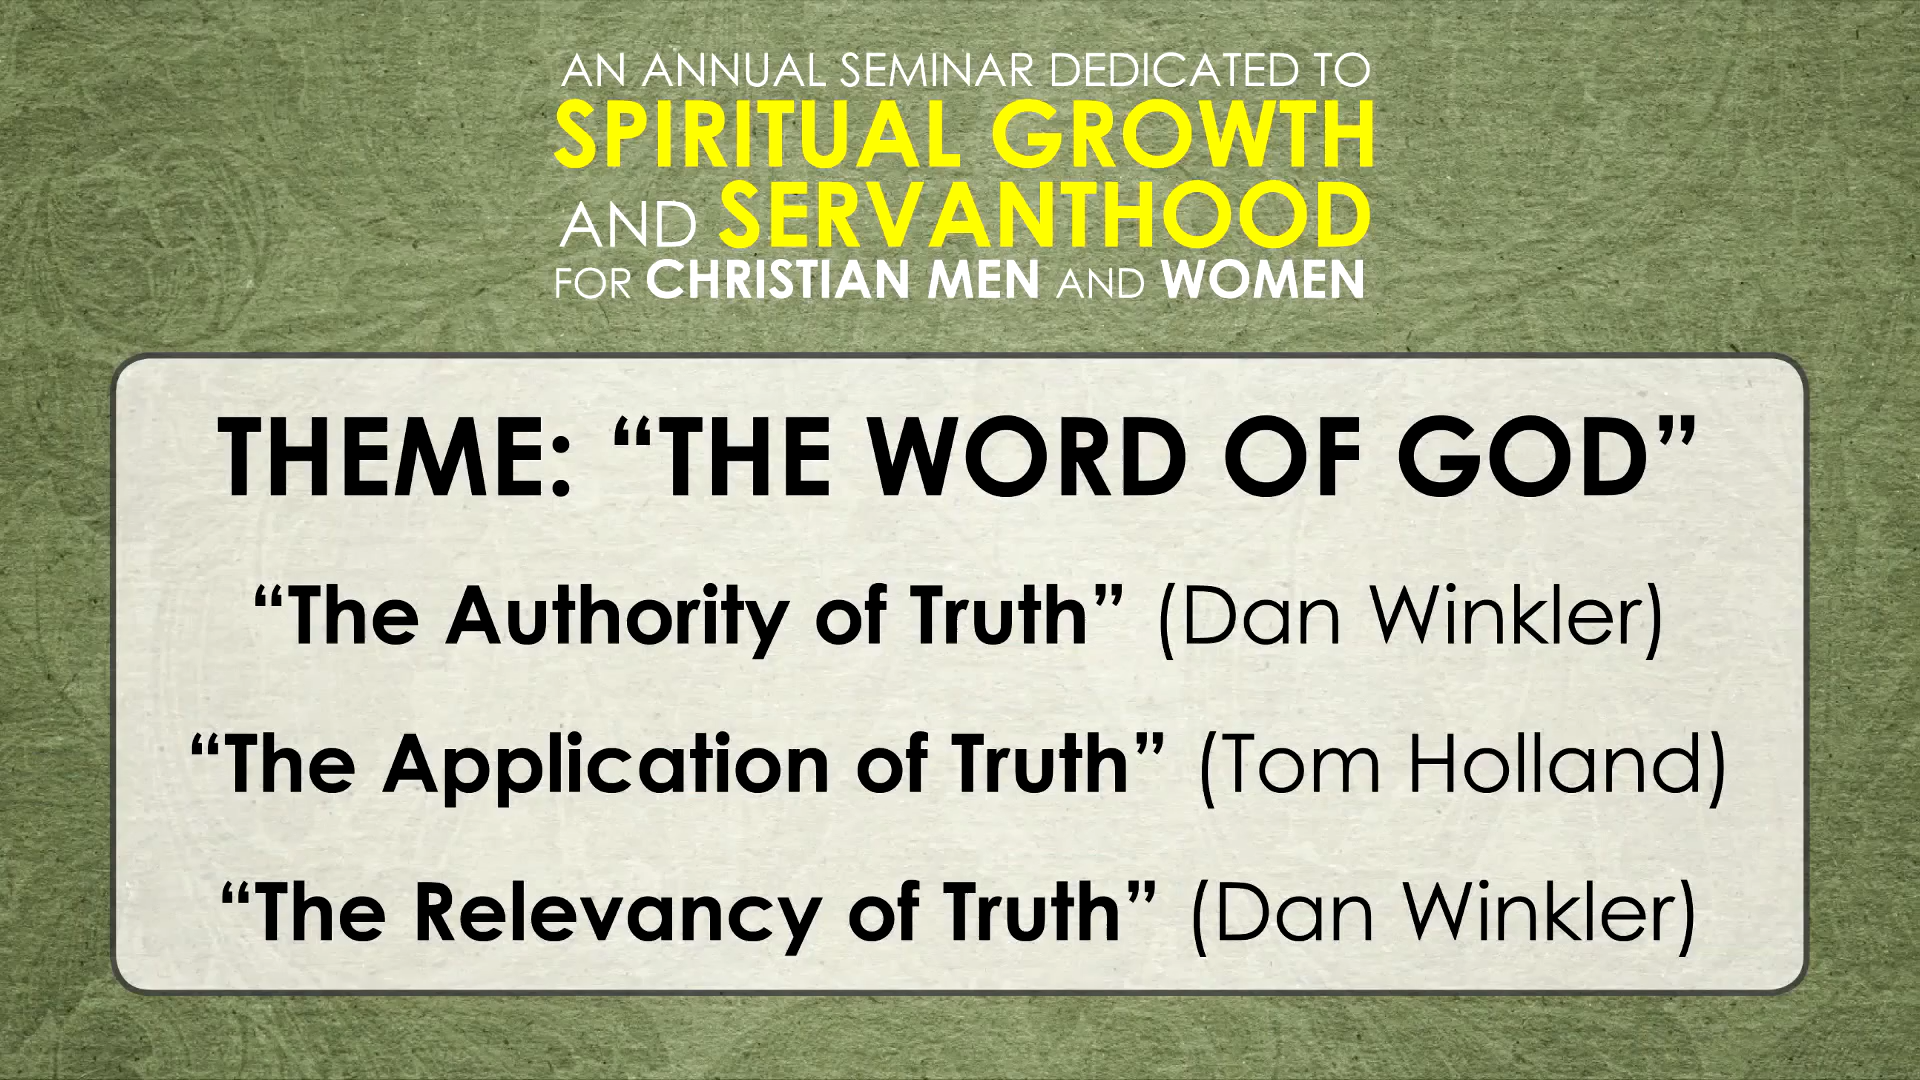 AN ANNUAL SEMINAR DEDICATED TO
SPIRITUAL GROWTH
AND SERVANTHOOD
FOR CHRISTIAN MEN AND WOMEN
THEME: “THE WORD OF GOD”
“The Authority of Truth” (Dan Winkler)
“The Application of Truth” (Tom Holland)
“The Relevancy of Truth” (Dan Winkler)